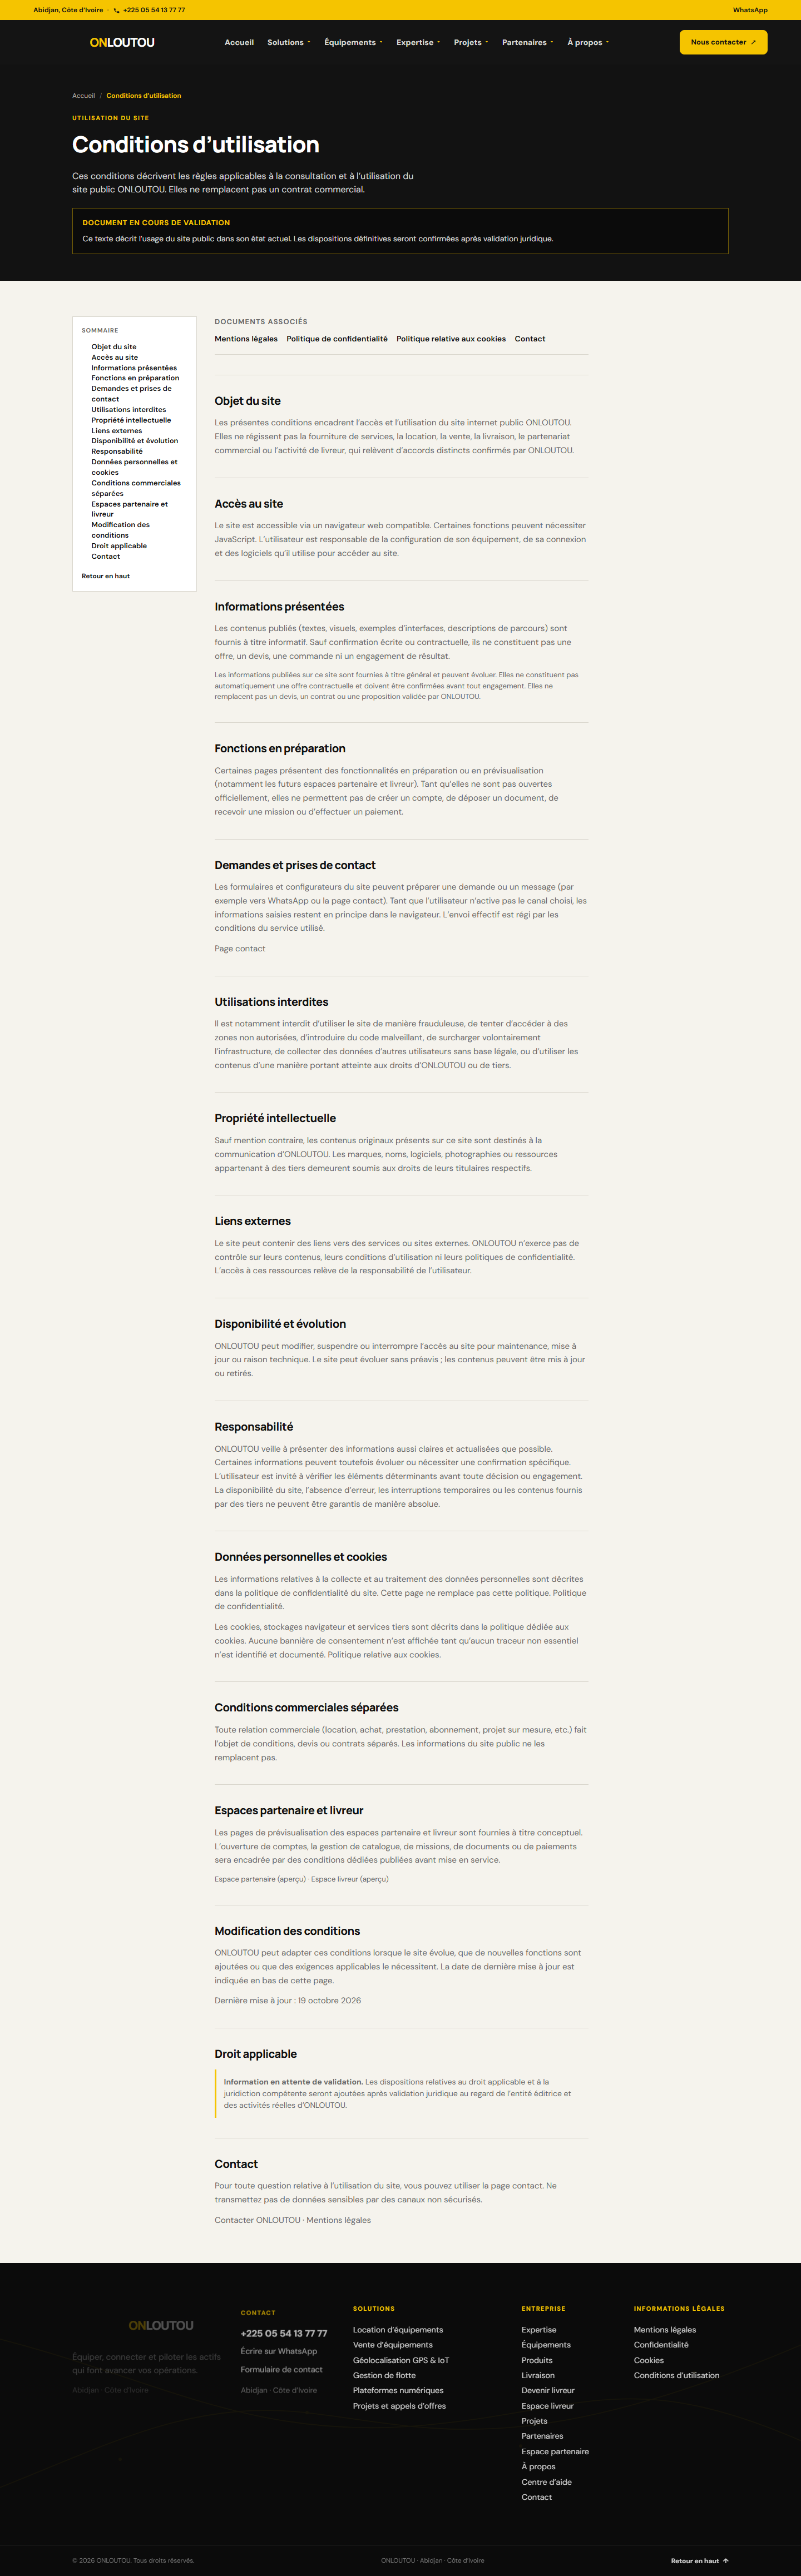 Abidjan, Côte d'Ivoire · +225 05 54 13 77 77
WhatsApp
ONLOUTOU
Accueil Solutions Équipements Expertise Projets Partenaires À propos
Nous contacter ↗
Accueil / Conditions d'utilisation
UTILISATION DU SITE
Conditions d'utilisation
Ces conditions décrivent les règles applicables à la consultation et à l'utilisation du
site public ONLOUTOU. Elles ne remplacent pas un contrat commercial.
DOCUMENT EN COURS DE VALIDATION
Ce texte décrit l'usage du site public dans son état actuel. Les dispositions définitives seront confirmées après validation juridique.
SOMMAIRE
Objet du site
Accès au site
Informations présentées
Fonctions en préparation
Demandes et prises de
contact
Utilisations interdites
Propriété intellectuelle
Liens externes
Disponibilité et évolution
Responsabilité
Données personnelles et
cookies
Conditions commerciales
séparées
Espaces partenaire et
livreur
Modification des
conditions
Droit applicable
Contact
Retour en haut
DOCUMENTS ASSOCIÉS
Mentions légales Politique de confidentialité Politique relative aux cookies Contact
Objet du site
Les présentes conditions encadrent l'accès et l'utilisation du site internet public ONLOUTOU.
Elles ne régissent pas la fourniture de services, la location, la vente, la livraison, le partenariat
commercial ou l'activité de livreur, qui relèvent d'accords distincts confirmés par ONLOUTOU.
Accès au site
Le site est accessible via un navigateur web compatible. Certaines fonctions peuvent nécessiter
JavaScript. L'utilisateur est responsable de la configuration de son équipement, de sa connexion
et des logiciels qu'il utilise pour accéder au site.
Informations présentées
Les contenus publiés (textes, visuels, exemples d'interfaces, descriptions de parcours) sont
fournis à titre informatif. Sauf confirmation écrite ou contractuelle, ils ne constituent pas une
offre, un devis, une commande ni un engagement de résultat.
Les informations publiées sur ce site sont fournies à titre général et peuvent évoluer. Elles ne constituent pas
automatiquement une offre contractuelle et doivent être confirmées avant tout engagement. Elles ne
remplacent pas un devis, un contrat ou une proposition validée par ONLOUTOU.
Fonctions en préparation
Certaines pages présentent des fonctionnalités en préparation ou en prévisualisation
(notamment les futurs espaces partenaire et livreur). Tant qu'elles ne sont pas ouvertes
officiellement, elles ne permettent pas de créer un compte, de déposer un document, de
recevoir une mission ou d'effectuer un paiement.
Demandes et prises de contact
Les formulaires et configurateurs du site peuvent préparer une demande ou un message (par
exemple vers WhatsApp ou la page contact). Tant que l'utilisateur n'active pas le canal choisi, les
informations saisies restent en principe dans le navigateur. L'envoi effectif est régi par les
conditions du service utilisé.
Page contact
Utilisations interdites
Il est notamment interdit d'utiliser le site de manière frauduleuse, de tenter d'accéder à des
zones non autorisées, d'introduire du code malveillant, de surcharger volontairement
l'infrastructure, de collecter des données d'autres utilisateurs sans base légale, ou d'utiliser les
contenus d'une manière portant atteinte aux droits d'ONLOUTOU ou de tiers.
Propriété intellectuelle
Sauf mention contraire, les contenus originaux présents sur ce site sont destinés à la
communication d'ONLOUTOU. Les marques, noms, logiciels, photographies ou ressources
appartenant à des tiers demeurent soumis aux droits de leurs titulaires respectifs.
Liens externes
Le site peut contenir des liens vers des services ou sites externes. ONLOUTOU n'exerce pas de
contrôle sur leurs contenus, leurs conditions d'utilisation ni leurs politiques de confidentialité.
L'accès à ces ressources relève de la responsabilité de l'utilisateur.
Disponibilité et évolution
ONLOUTOU peut modifier, suspendre ou interrompre l'accès au site pour maintenance, mise à
jour ou raison technique. Le site peut évoluer sans préavis ; les contenus peuvent être mis à jour
ou retirés.
Responsabilité
ONLOUTOU veille à présenter des informations aussi claires et actualisées que possible.
Certaines informations peuvent toutefois évoluer ou nécessiter une confirmation spécifique.
L'utilisateur est invité à vérifier les éléments déterminants avant toute décision ou engagement.
La disponibilité du site, l'absence d'erreur, les interruptions temporaires ou les contenus fournis
par des tiers ne peuvent être garantis de manière absolue.
Données personnelles et cookies
Les informations relatives à la collecte et au traitement des données personnelles sont décrites
dans la politique de confidentialité du site. Cette page ne remplace pas cette politique. Politique
de confidentialité.
Les cookies, stockages navigateur et services tiers sont décrits dans la politique dédiée aux
cookies. Aucune bannière de consentement n'est affichée tant qu'aucun traceur non essentiel
n'est identifié et documenté. Politique relative aux cookies.
Conditions commerciales séparées
Toute relation commerciale (location, achat, prestation, abonnement, projet sur mesure, etc.) fait
l'objet de conditions, devis ou contrats séparés. Les informations du site public ne les
remplacent pas.
Espaces partenaire et livreur
Les pages de prévisualisation des espaces partenaire et livreur sont fournies à titre conceptuel.
L'ouverture de comptes, la gestion de catalogue, de missions, de documents ou de paiements
sera encadrée par des conditions dédiées publiées avant mise en service.
Espace partenaire (aperçu) · Espace livreur (aperçu)
Modification des conditions
ONLOUTOU peut adapter ces conditions lorsque le site évolue, que de nouvelles fonctions sont
ajoutées ou que des exigences applicables le nécessitent. La date de dernière mise à jour est
indiquée en bas de cette page.
Dernière mise à jour : 19 octobre 2026
Droit applicable
Information en attente de validation. Les dispositions relatives au droit applicable et à la
juridiction compétente seront ajoutées après validation juridique au regard de l'entité éditrice et
des activités réelles d'ONLOUTOU.
Contact
Pour toute question relative à l'utilisation du site, vous pouvez utiliser la page contact. Ne
transmettez pas de données sensibles par des canaux non sécurisés.
Contacter ONLOUTOU · Mentions légales
ONLOUTOU
Équiper, connecter et piloter les actifs
qui font avancer vos opérations.
Abidjan · Côte d'Ivoire
CONTACT
+225 05 54 13 77 77
Écrire sur WhatsApp
Formulaire de contact
Abidjan · Côte d'Ivoire
SOLUTIONS
Location d'équipements
Vente d'équipements
Géolocalisation GPS & IoT
Gestion de flotte
Plateformes numériques
Projets et appels d'offres
ENTREPRISE
Expertise
Équipements
Produits
Livraison
Devenir livreur
Espace livreur
Projets
Partenaires
Espace partenaire
À propos
Centre d'aide
Contact
INFORMATIONS LÉGALES
Mentions légales
Confidentialité
Cookies
Conditions d'utilisation
© 2026 ONLOUTOU. Tous droits réservés.
ONLOUTOU · Abidjan · Côte d'Ivoire
Retour en haut ↑